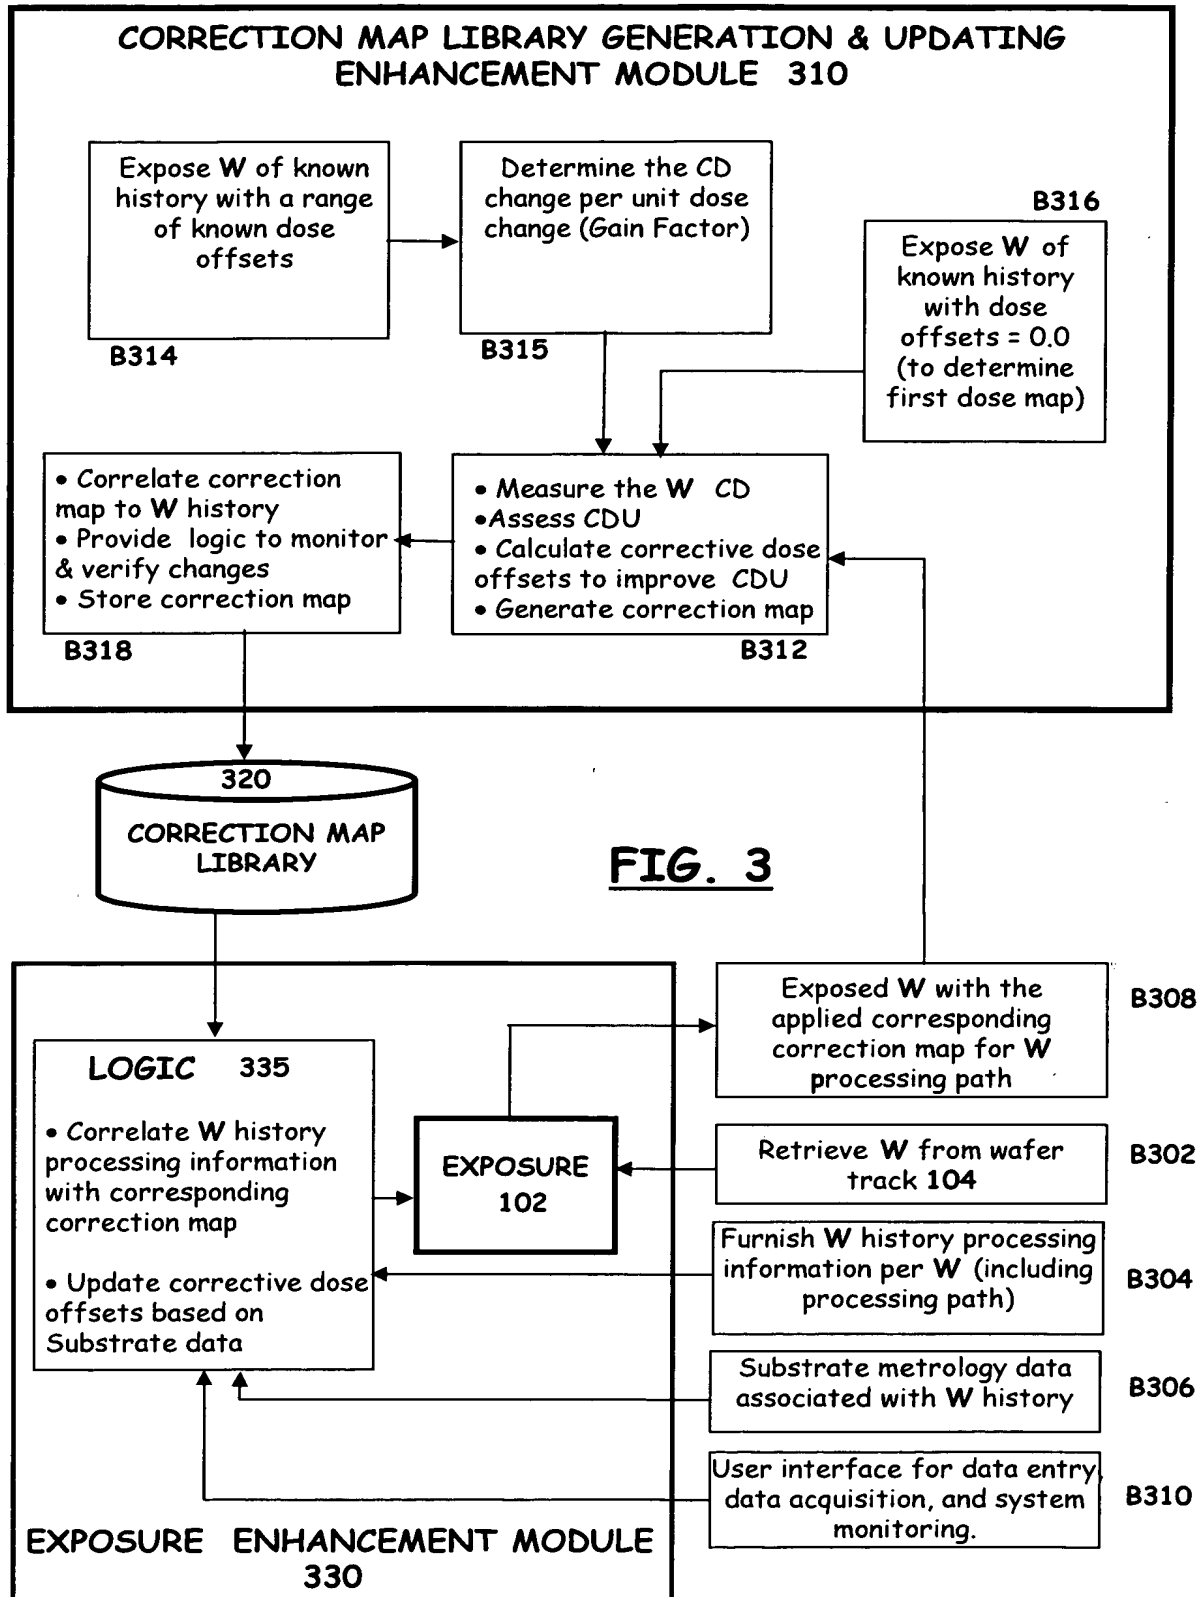 CORRECTION MAP LIBRARY GENERATION & UPDATING
ENHANCEMENT MODULE 310
Expose W of known
history with a range
of known dose
offsets
B314
Determine the CD
change per unit dose
change (Gain Factor)
B315
B316
Expose W of
known history
with dose
offsets = 0.0
(to determine
first dose map)
• Correlate correction
map to W history
• Provide logic to monitor
& verify changes
• Store correction map
B318
• Measure the W CD
•Assess CDU
• Calculate corrective dose
offsets to improve CDU
• Generate correction map
B312
320
CORRECTION MAP
LIBRARY
FIG. 3
LOGIC 335
• Correlate W history
processing information
with corresponding
correction map
• Update corrective dose
offsets based on
Substrate data
EXPOSURE
102
Exposed W with the
applied corresponding
correction map for W
processing path
B308
Retrieve W from wafer
track 104
B302
Furnish W history processing
information per W (including
processing path)
B304
Substrate metrology data
associated with W history
B306
User interface for data entry,
data acquisition, and system
monitoring.
B310
EXPOSURE ENHANCEMENT MODULE
330